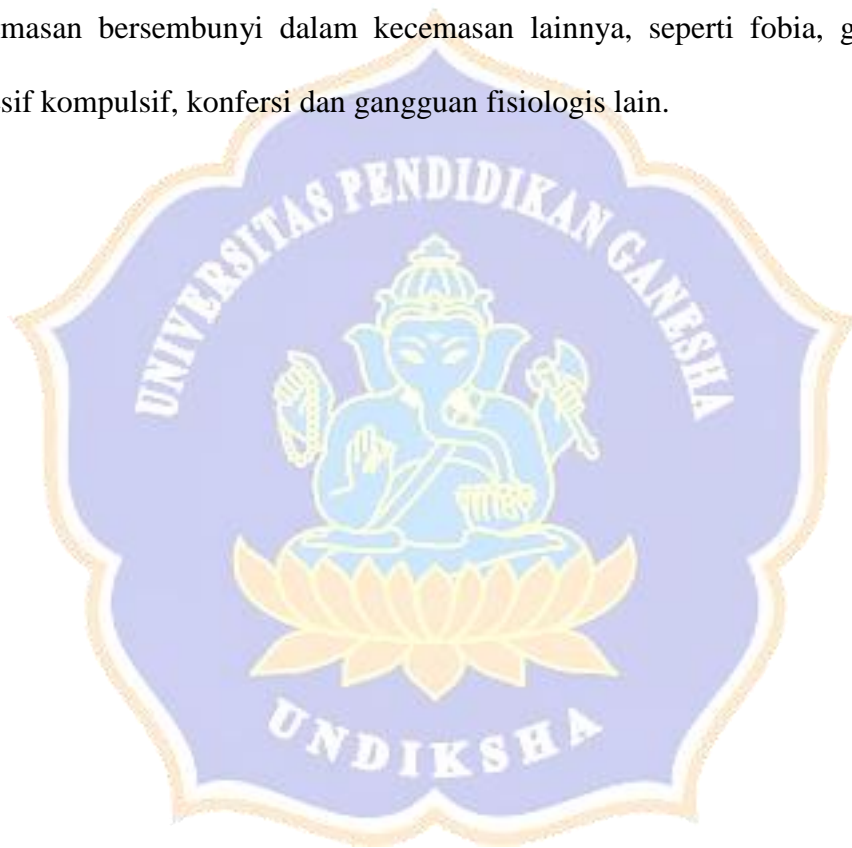 masan bersembunyi dalam kecemasan lainnya, seperti fobia, g
sif kompulsif, konfersi dan gangguan fisiologis lain.
UNIVERSITAS PENDIDIKAN GANESHA
UNDIKSHA